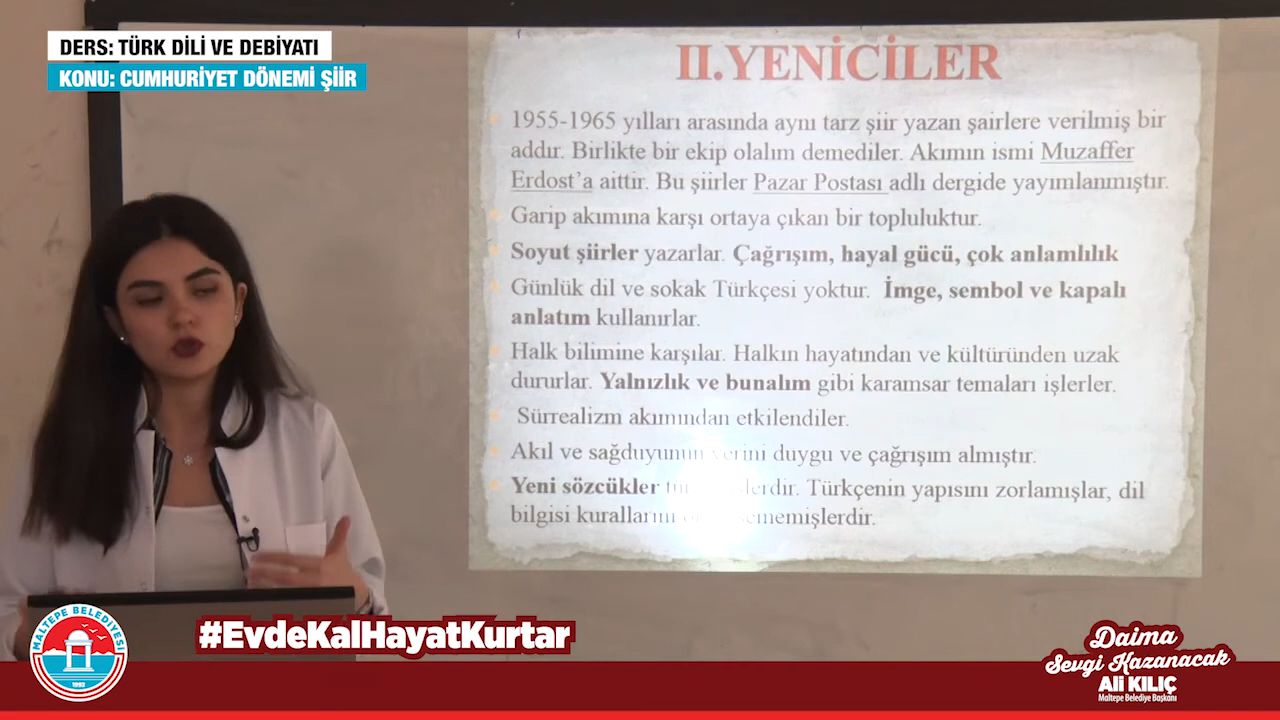 DERS: TÜRK DİLİ VE DEBİYATI
KONU: CUMHURİYET DÖNEMİ ŞİİR
II.YENİCİLER
1955-1965 yılları arasında aynı tarz şiir yazan şairlere verilmiş bir
addır. Birlikte bir ekip olalım demediler. Akımın ismi Muzaffer
Erdost'a aittir. Bu şiirler Pazar Postası adlı dergide yayımlanmıştır.
Garip akımına karşı ortaya çıkan bir topluluktur.
Soyut şiirler yazarlar. Çağrışım, hayal gücü, çok anlamlılık
Günlük dil ve sokak Türkçesi yoktur. İmge, sembol ve kapalı
anlatım kullanırlar.
Halk bilimine karşılar. Halkın hayatından ve kültüründen uzak
dururlar. Yalnızlık ve bunalım gibi karamsar temaları işlerler.
Sürrealizm akımından etkilendiler.
Akıl ve sağduyunun yerini duygu ve çağrışım almıştır.
Yeni sözcükler Türkçenin yapısını zorlamışlar, dil
bilgisi kurallarını
MALTEPE BELEDİYESİ
1992
#EvdeKalHayatKurtar
Daima
Sevgi Kazanacak
Ali KILIÇ
Maltepe Belediye Başkanı